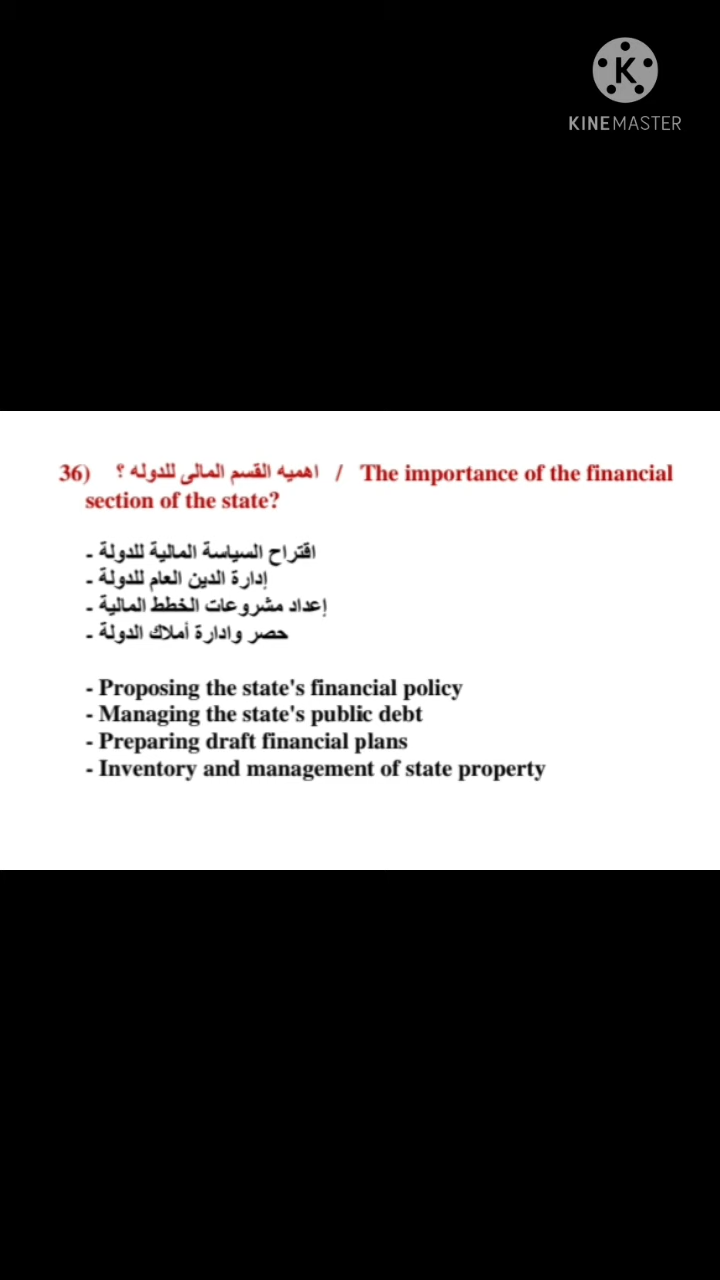 KINEMASTER
36) اهميه القسم المالى للدوله ؟ / The importance of the financial
section of the state?
اقتراح السياسة المالية للدولة -
إدارة الدين العام للدولة -
إعداد مشروعات الخطط المالية -
حصر وادارة أملاك الدولة -
- Proposing the state's financial policy
- Managing the state's public debt
- Preparing draft financial plans
- Inventory and management of state property